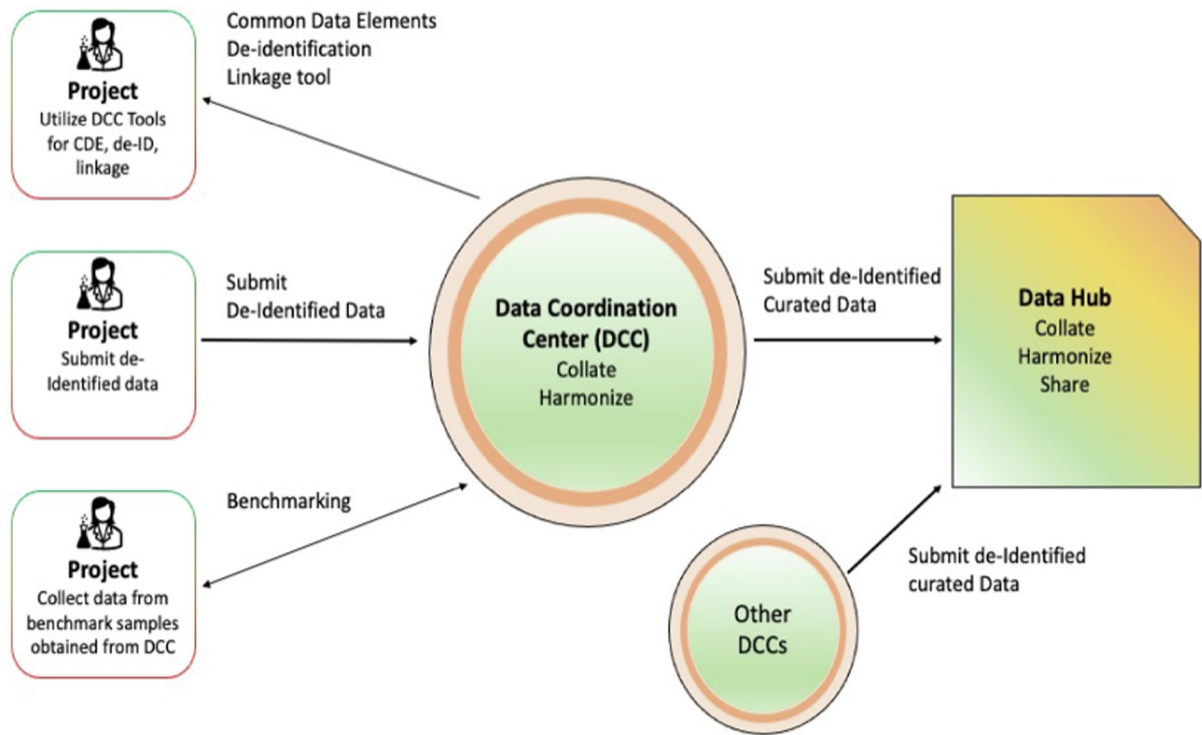 Project
Utilize DCC Tools
for CDE, de-ID,
linkage
Common Data Elements
De-identification
Linkage tool
Project
Submit de-
Identified data
Submit
De-Identified Data
Data Coordination
Center (DCC)
Collate
Harmonize
Submit de-Identified
Curated Data
Data Hub
Collate
Harmonize
Share
Project
Collect data from
benchmark samples
obtained from DCC
Benchmarking
Other
DCCs
Submit de-Identified
curated Data